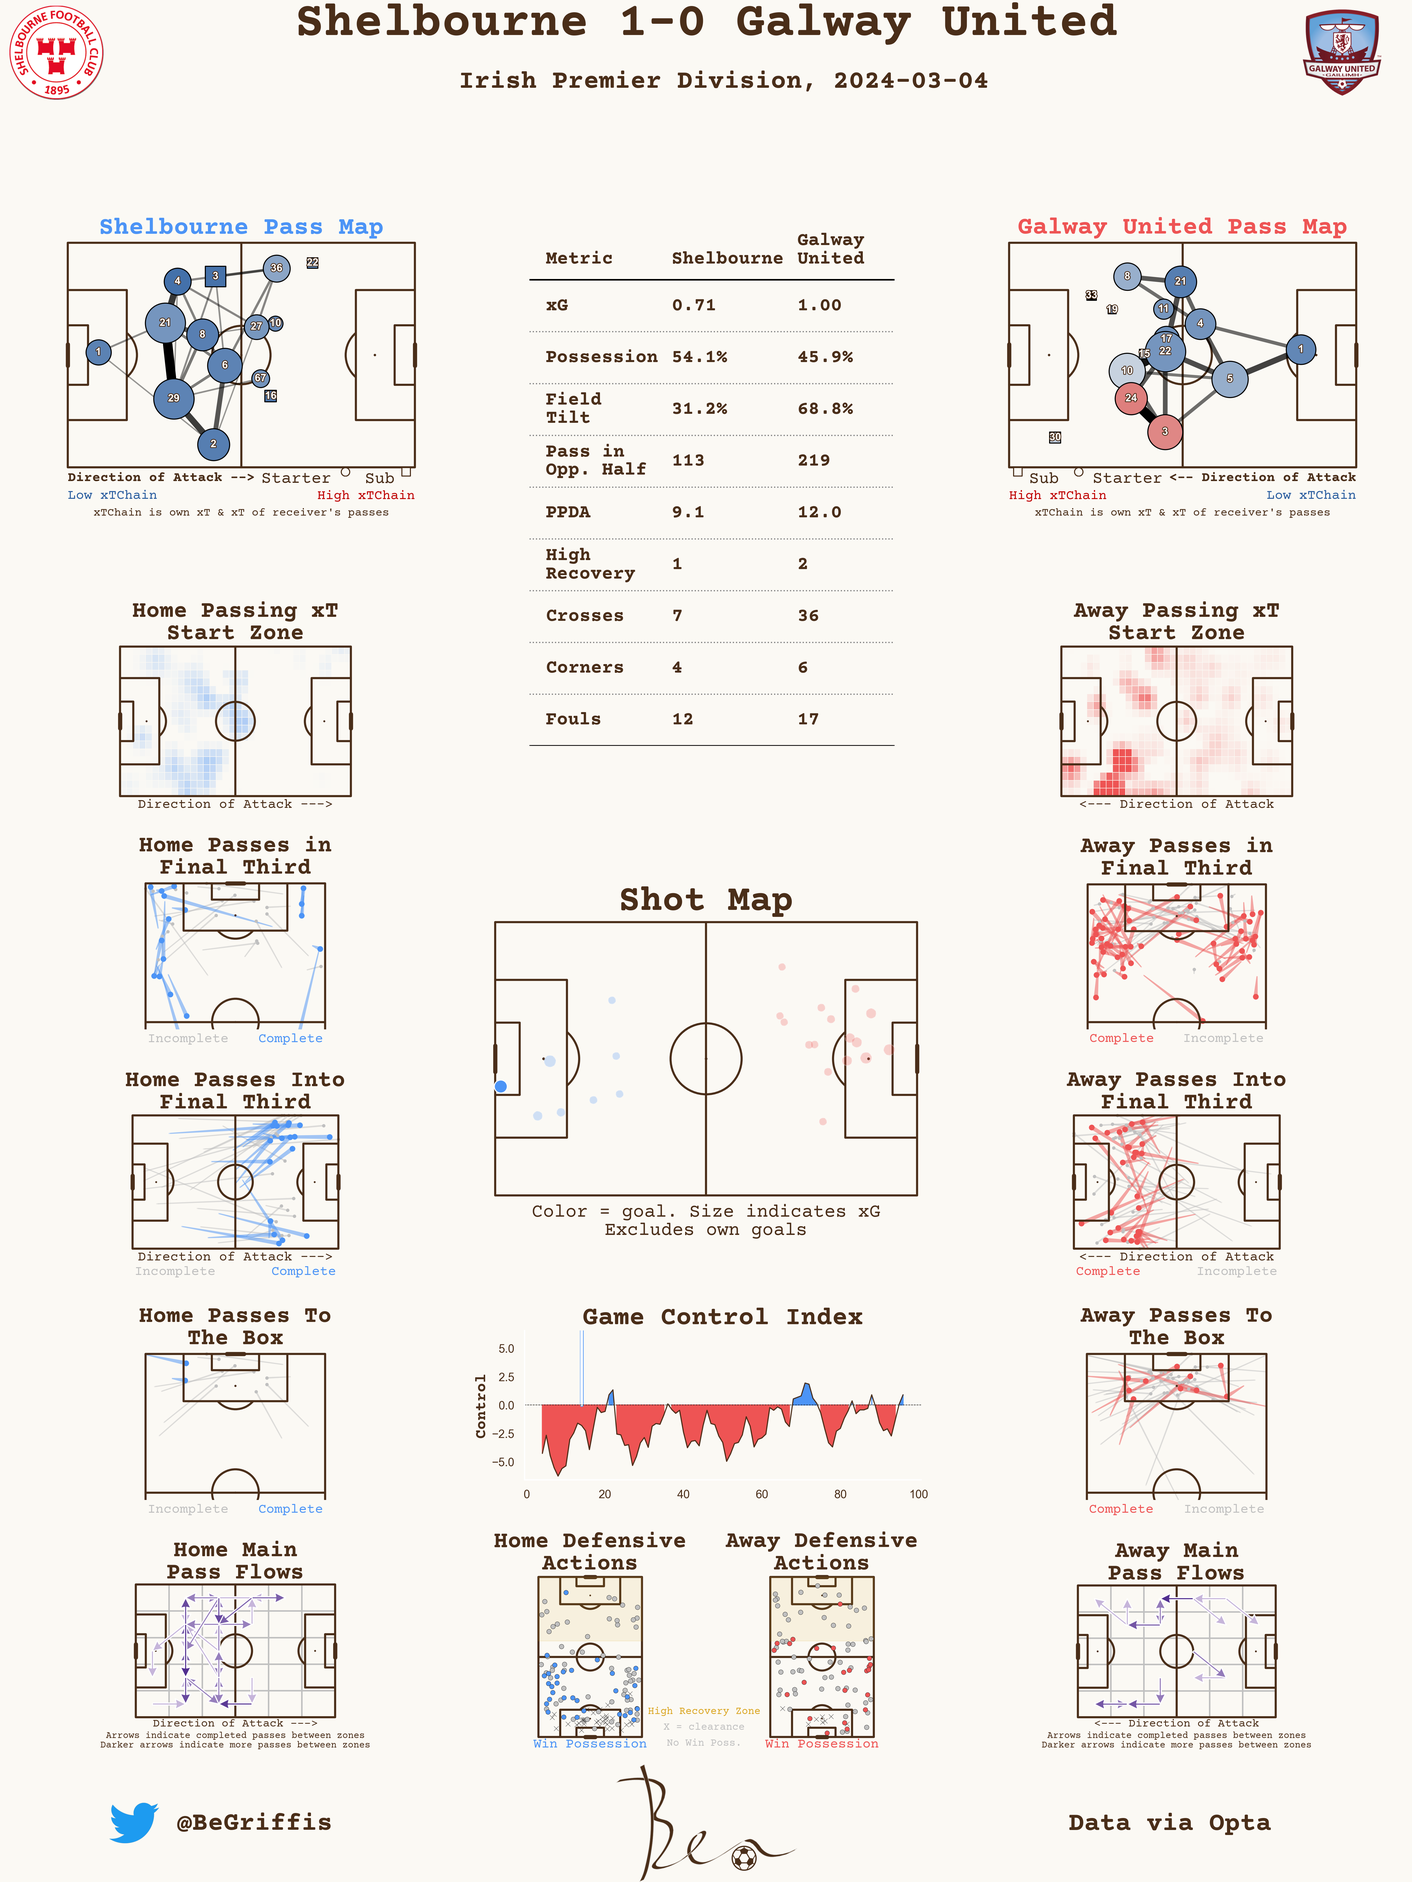 Shelbourne 1-0 Galway United
Irish Premier Division, 2024-03-04
SHELBOURNE FOOTBALL CLUB
1895
GALWAY UNITED
GAILLIMH
Shelbourne Pass Map
4
3
36
22
21
8
27
10
1
6
67
29
16
2
Direction of Attack --> Starter Sub
Low xTChain High xTChain
xTChain is own xT & xT of receiver's passes
Metric Shelbourne Galway United
xG 0.71 1.00
Possession 54.1% 45.9%
Field Tilt 31.2% 68.8%
Pass in Opp. Half 113 219
PPDA 9.1 12.0
High Recovery 1 2
Crosses 7 36
Corners 4 6
Fouls 12 17
Galway United Pass Map
8
21
33
19
11
4
17
15
22
1
10
5
24
3
30
Sub Starter <-- Direction of Attack
High xTChain Low xTChain
xTChain is own xT & xT of receiver's passes
Home Passing xT
Start Zone
Direction of Attack --->
Away Passing xT
Start Zone
<--- Direction of Attack
Home Passes in
Final Third
Incomplete Complete
Away Passes in
Final Third
Complete Incomplete
Shot Map
Color = goal. Size indicates xG
Excludes own goals
Home Passes Into
Final Third
Direction of Attack --->
Incomplete Complete
Away Passes Into
Final Third
<--- Direction of Attack
Complete Incomplete
Home Passes To
The Box
Incomplete Complete
Game Control Index
Control
5.0
2.5
0.0
−2.5
−5.0
0 20 40 60 80 100
Away Passes To
The Box
Complete Incomplete
Home Main
Pass Flows
Direction of Attack --->
Arrows indicate completed passes between zones
Darker arrows indicate more passes between zones
Home Defensive
Actions
Win Possession
High Recovery Zone
X = clearance
No Win Poss.
Away Defensive
Actions
Win Possession
Away Main
Pass Flows
<--- Direction of Attack
Arrows indicate completed passes between zones
Darker arrows indicate more passes between zones
@BeGriffis
Ben
Data via Opta